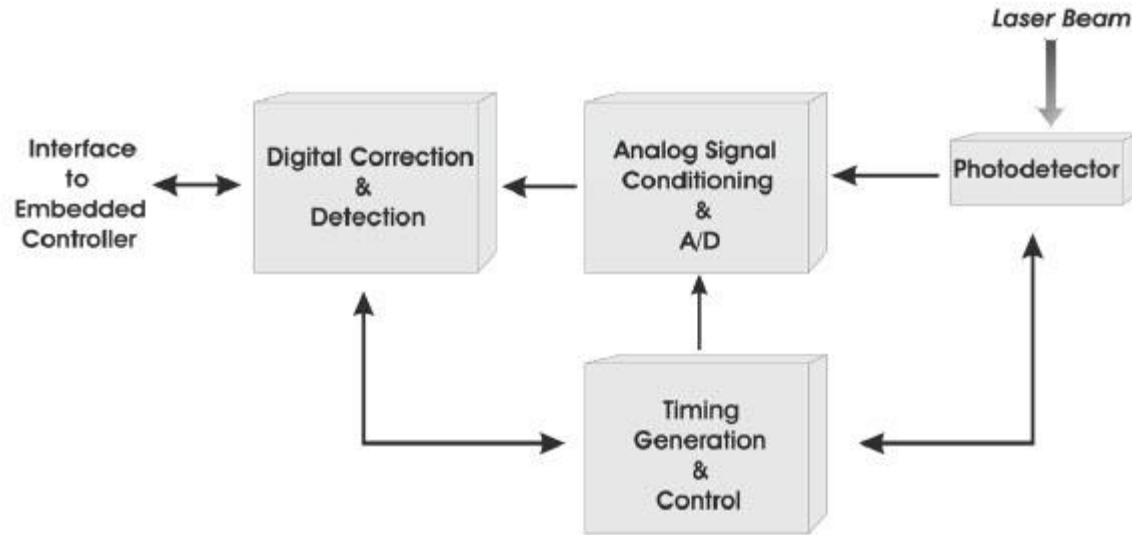 Laser Beam
Interface
to
Embedded
Controller
Digital Correction
&
Detection
Analog Signal
Conditioning
&
A/D
Photodetector
Timing
Generation
&
Control